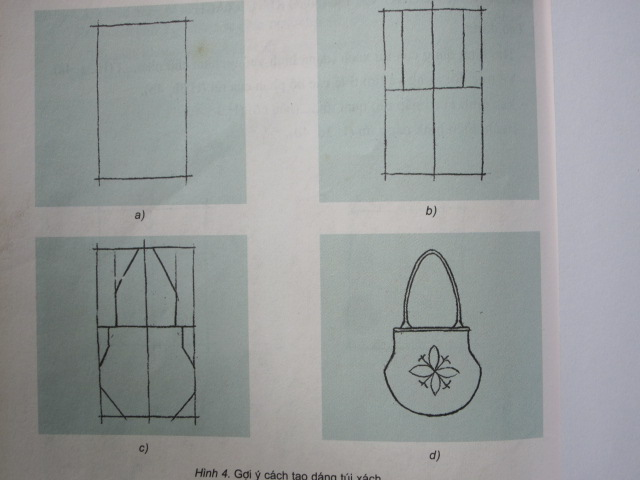 a)
b)
c)
d)
Hình 4. Gợi ý cách tạo dáng túi xách